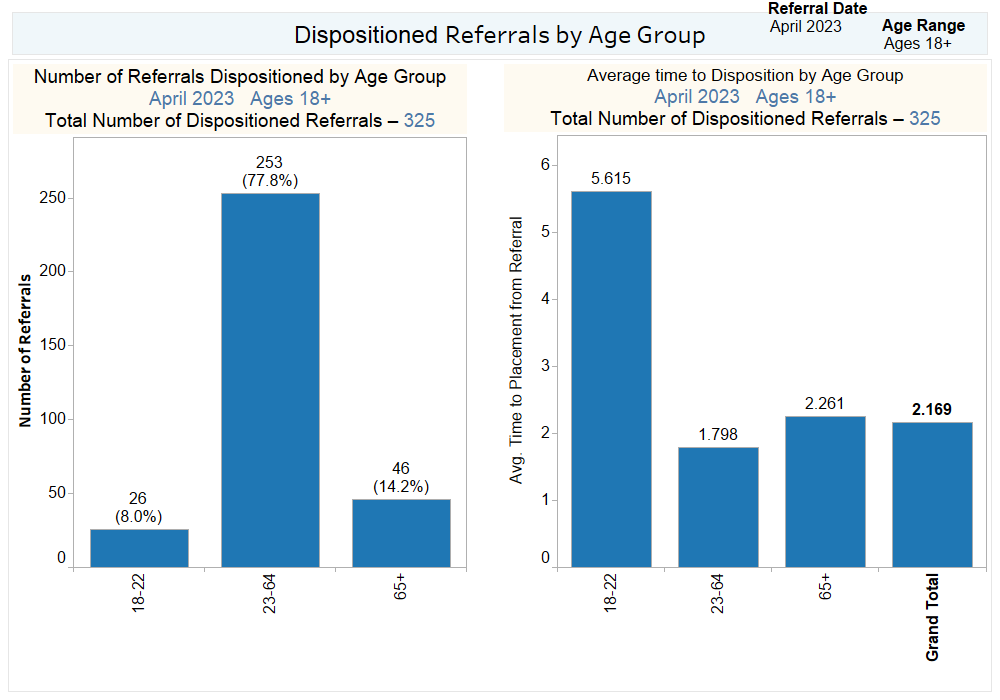 Dispositioned Referrals by Age Group
Referral Date
April 2023
Age Range
Ages 18+
Number of Referrals Dispositioned by Age Group
April 2023 Ages 18+
Total Number of Dispositioned Referrals – 325
Number of Referrals
250
200
150
100
50
0
26
(8.0%)
253
(77.8%)
46
(14.2%)
18-22
23-64
65+
Average time to Disposition by Age Group
April 2023 Ages 18+
Total Number of Dispositioned Referrals – 325
Avg. Time to Placement from Referral
6
5
4
3
2
1
0
5.615
1.798
2.261
2.169
18-22
23-64
65+
Grand Total